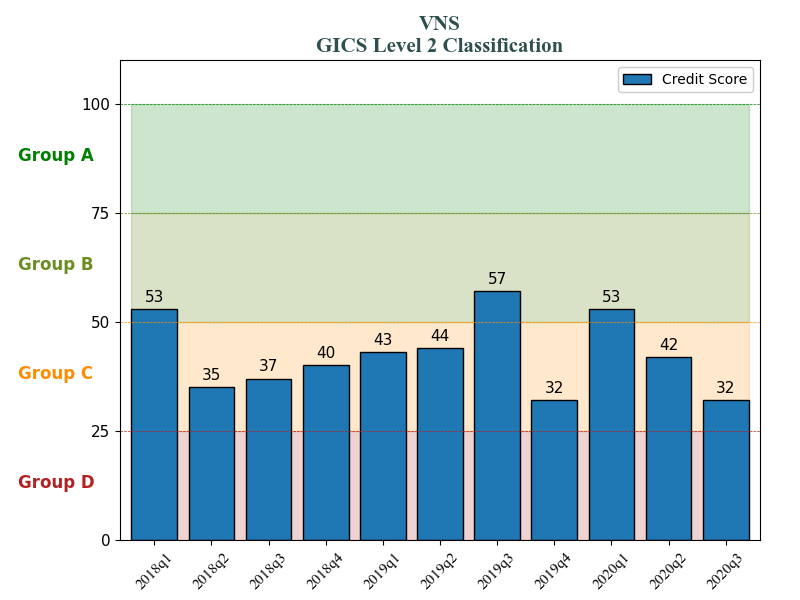 VNS
GICS Level 2 Classification
Credit Score
100
Group A
75
Group B
50
Group C
25
Group D
0
53
35
37
40
43
44
57
32
53
42
32
2018q1
2018q2
2018q3
2018q4
2019q1
2019q2
2019q3
2019q4
2020q1
2020q2
2020q3